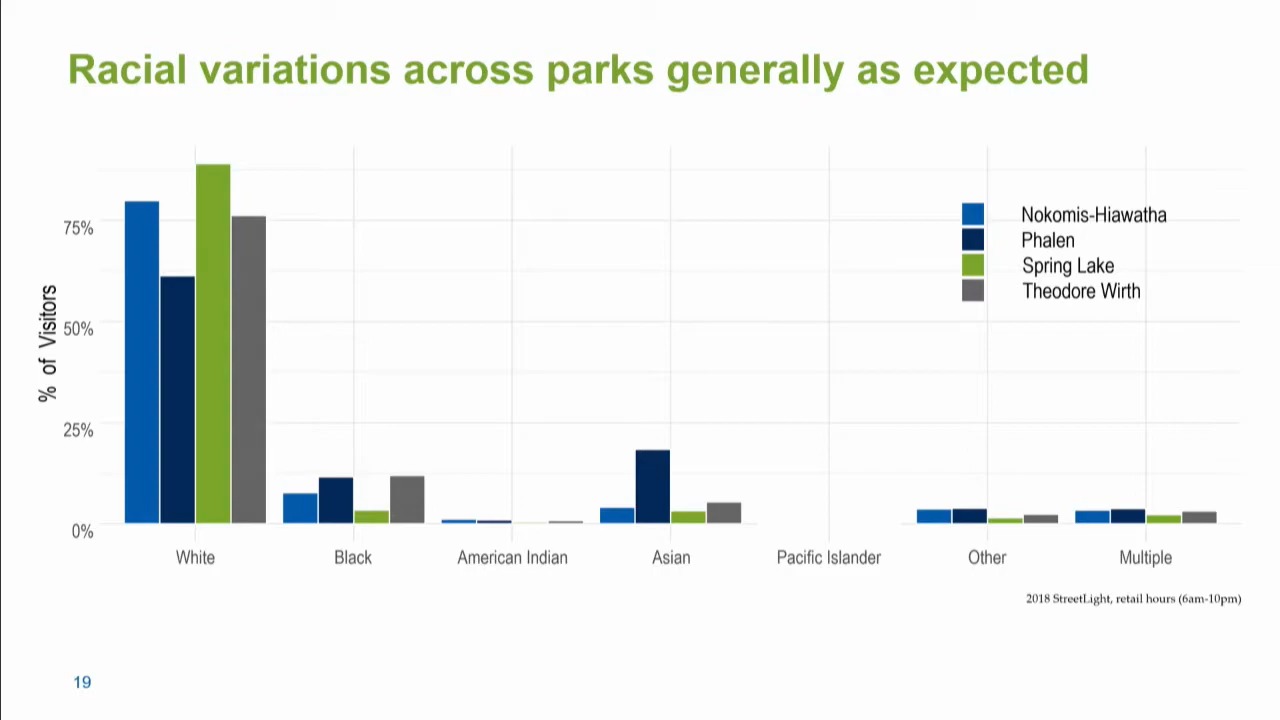 Racial variations across parks generally as expected
% of Visitors
75%
50%
25%
0%
Nokomis-Hiawatha
Phalen
Spring Lake
Theodore Wirth
White
Black
American Indian
Asian
Pacific Islander
Other
Multiple
2018 StreetLight, retail hours (6am-10pm)
19